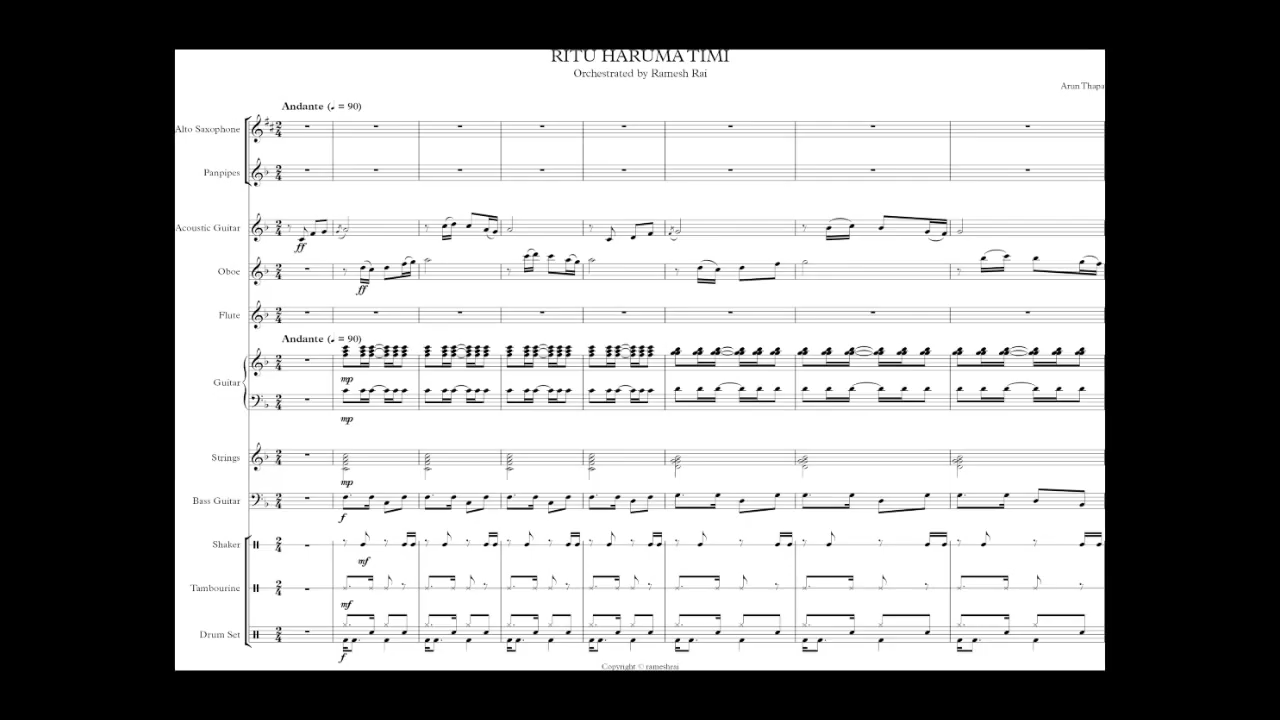 RITU HARUMA TIMI
Orchestrated by Ramesh Rai
Arun Thapa
Andante (♩ = 90)
Alto Saxophone
Panpipes
Acoustic Guitar
ff
Oboe
ff
Flute
Andante (♩ = 90)
Guitar
mp
mp
Strings
mp
Bass Guitar
f
Shaker
mf
Tambourine
mf
Drum Set
f
Copyright © rameshrai